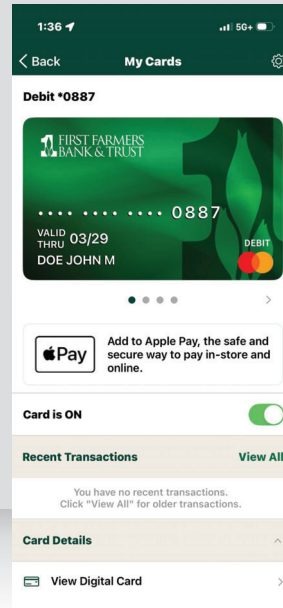 1:36
5G+
Back My Cards
Debit *0887
FIRST FARMERS
BANK & TRUST
•••• •••• •••• 0887
VALID
THRU 03/29
DEBIT
DOE JOHN M
Pay
Add to Apple Pay, the safe and
secure way to pay in-store and
online.
Card is ON
Recent Transactions View All
You have no recent transactions.
Click "View All" for older transactions.
Card Details
View Digital Card